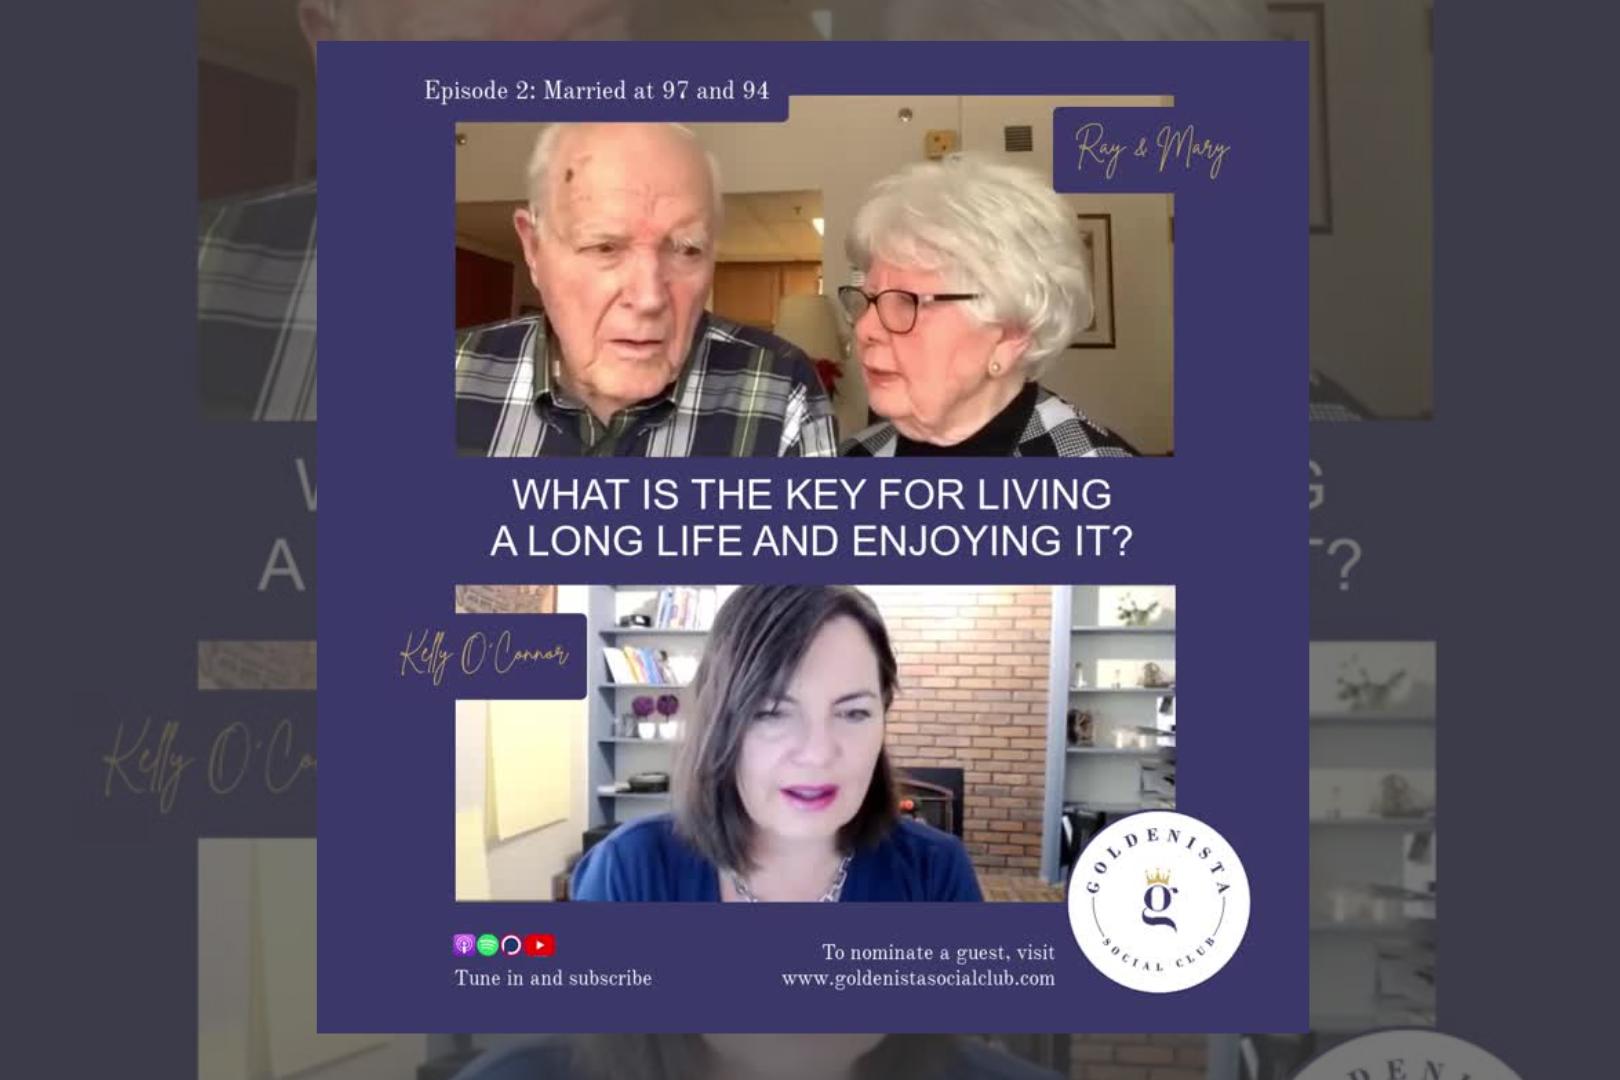 Episode 2: Married at 97 and 94
Ray & Mary
WHAT IS THE KEY FOR LIVING
A LONG LIFE AND ENJOYING IT?
Kelly O'Connor
Tune in and subscribe
To nominate a guest, visit
www.goldenistasocialclub.com
GOLDENISTA
g
SOCIAL CLUB